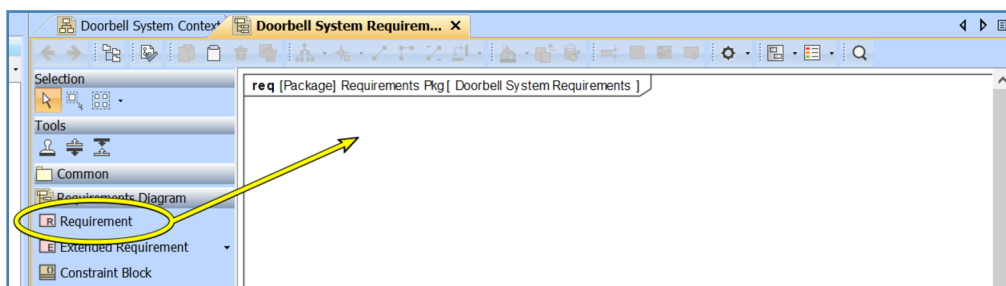 Doorbell System Context
Doorbell System Requirem... ×
Selection
req [Package] Requirements Pkg [ Doorbell System Requirements ]
Tools
Common
Requirements Diagram
R Requirement
E Extended Requirement
Constraint Block